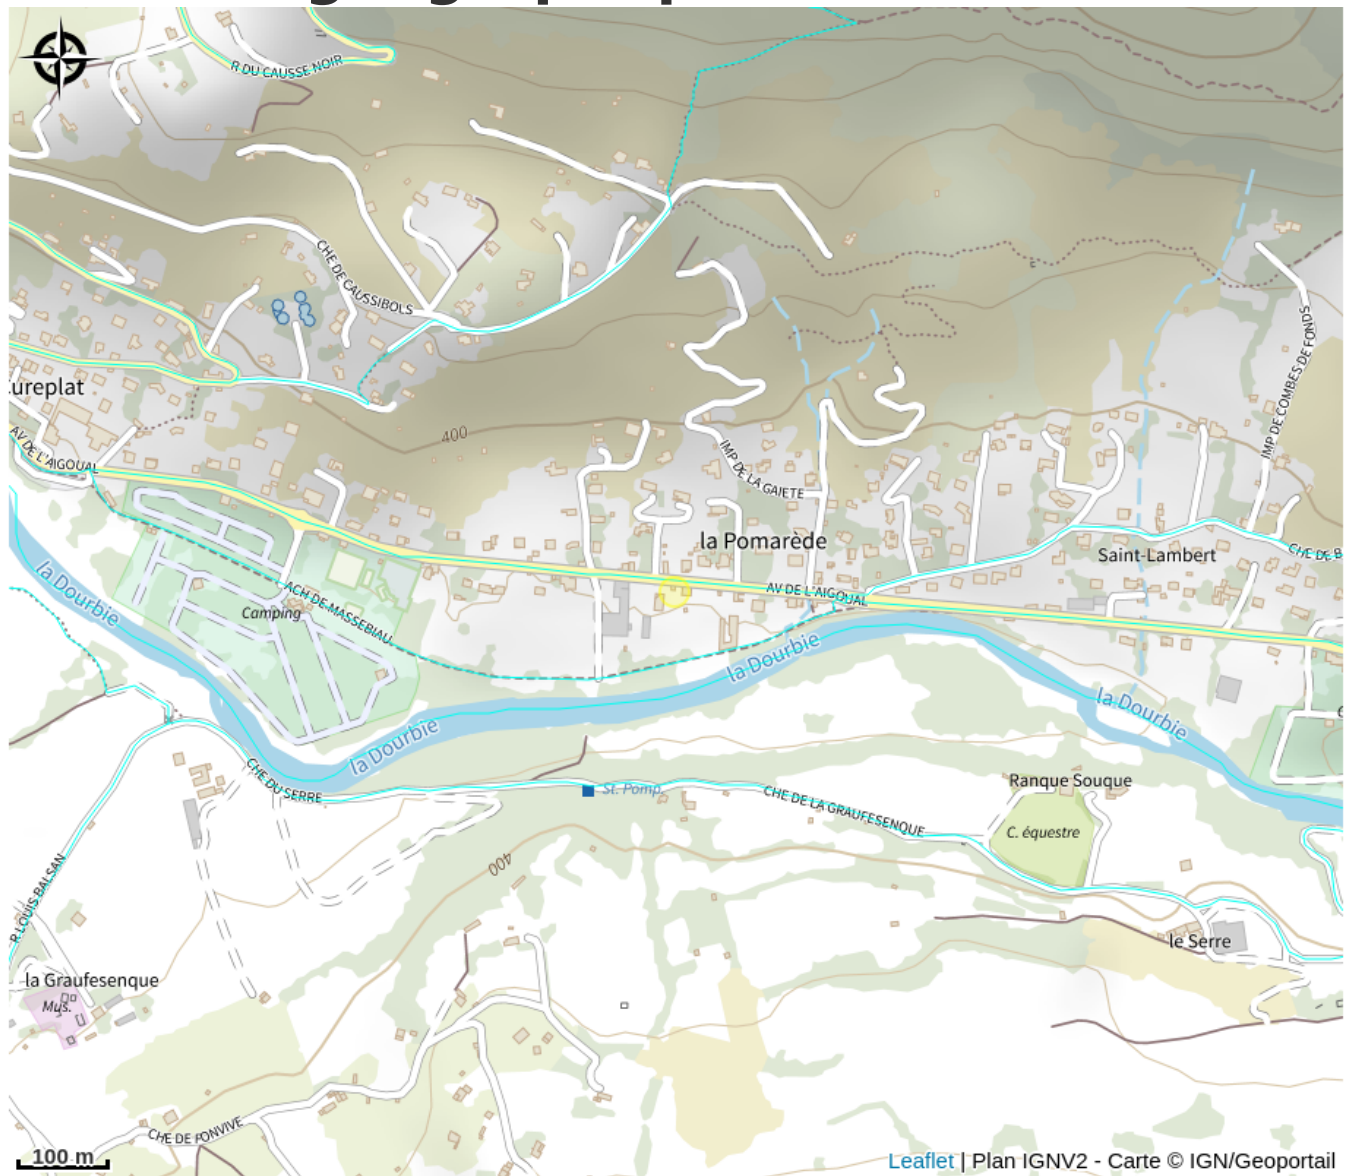 R DU CAUSSE NOIR
CHE DE CAUSSIBOLS
IMP DE COMBES DE FONDS
400
AV DE L'AIGOUAL
IMP DE LA GAIETE
la Pomarède
Saint-Lambert
la Dourbie
ACH DE MASSEBIAU
Camping
AV DE L'AIGOUAL
la Dourbie
la Dourbie
la Dourbie
CHE DU SERRE
St. Pomp.
CHE DE LA GRAUFESENQUE
Ranque Souque
C. équestre
400
R LOUIS BALSAN
le Serre
la Graufesenque
Mus.
CHE DE FONVIVE
100 m
Leaflet | Plan IGNV2 - Carte © IGN/Geoportail